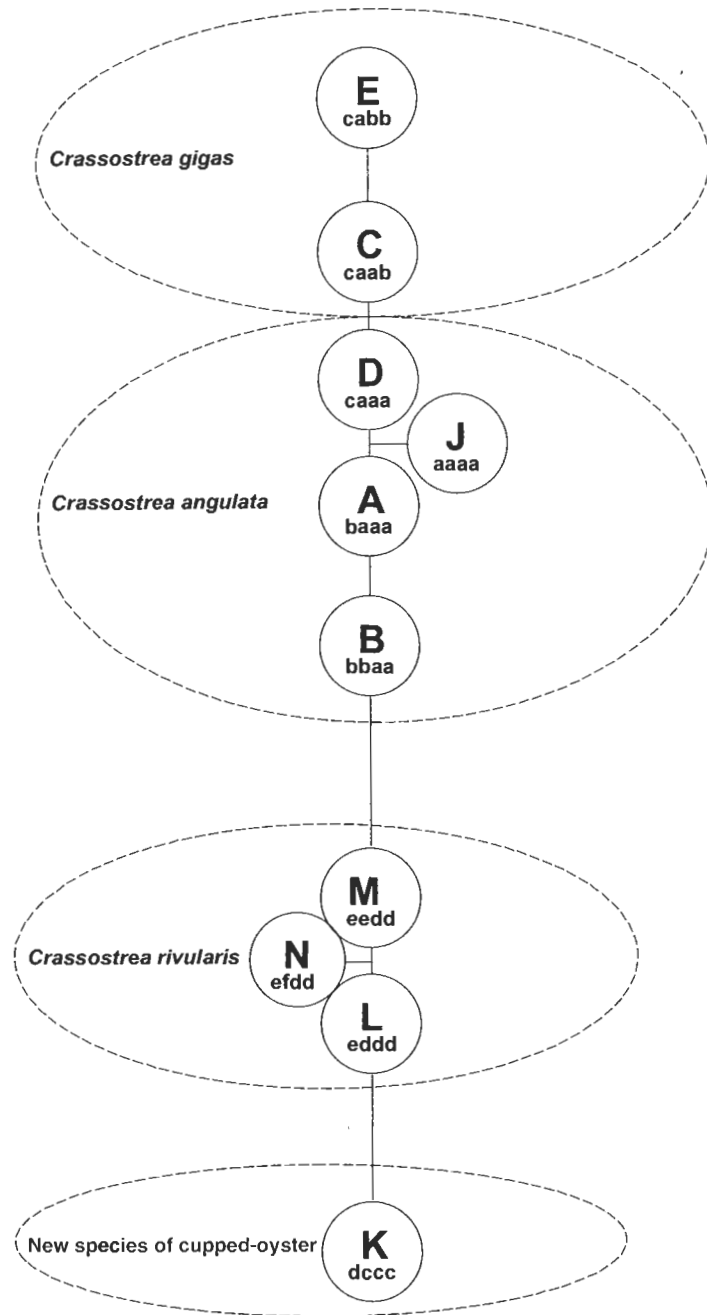 E
cabb
Crassostrea gigas
C
caab
D
caaa
J
aaaa
A
baaa
Crassostrea angulata
B
bbaa
M
eedd
Crassostrea rivularis
N
efdd
L
eddd
New species of cupped-oyster
K
dccc